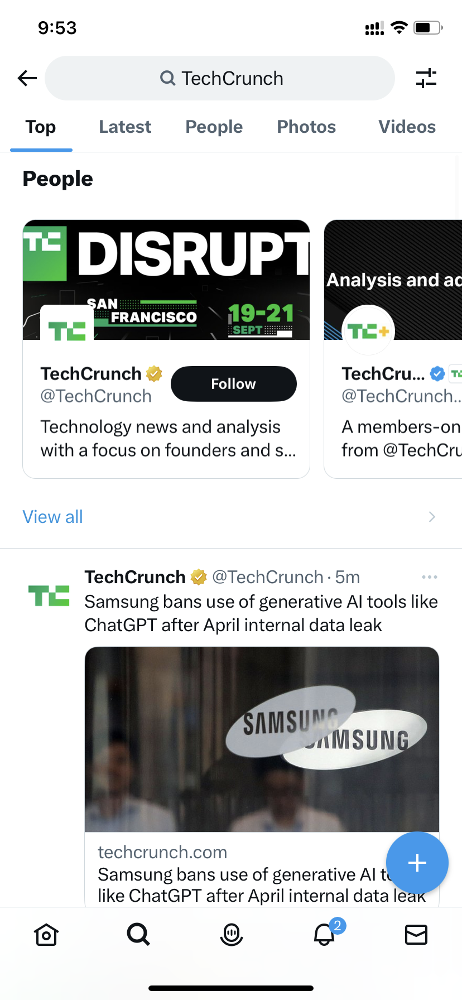 9:53
TechCrunch
Top Latest People Photos Videos
People
TC DISRUPT
SAN FRANCISCO
19-21 SEPT
TC
TechCrunch
@TechCrunch
Follow
Technology news and analysis
with a focus on founders and s...
Analysis and ad
TC+
TechCru...
TC
@TechCrunch...
A members-on
from @TechCru
View all
TC
TechCrunch @TechCrunch · 5m
Samsung bans use of generative AI tools like
ChatGPT after April internal data leak
SAMSUNG
SAMSUNG
techcrunch.com
Samsung bans use of generative AI to
like ChatGPT after April internal data leak
2